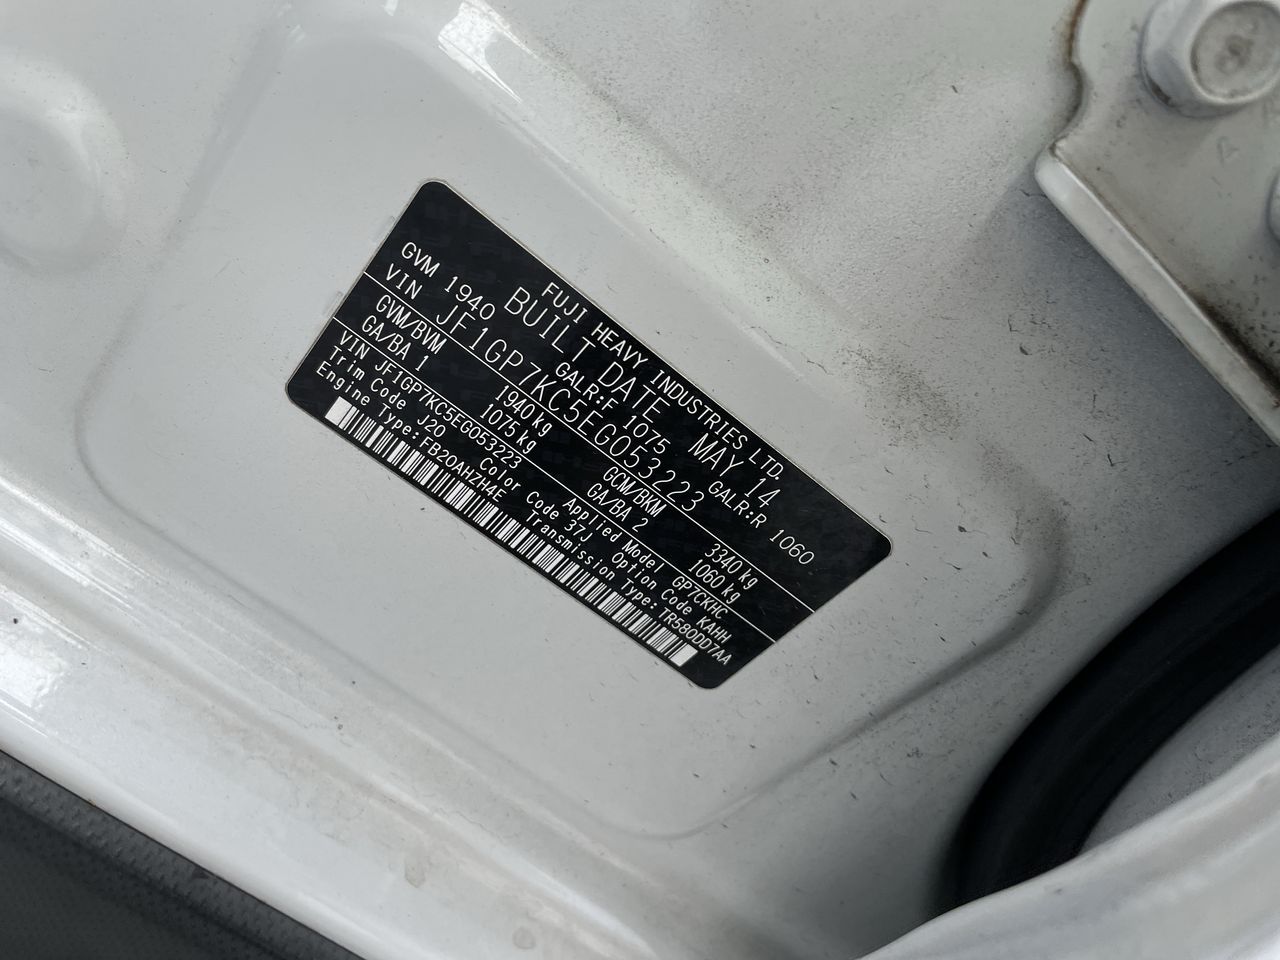 FUJI HEAVY INDUSTRIES LTD.
BUILT DATE MAY 14
GVM 1940 GALR:F 1075 GALR:R 1060
VIN JF1GP7KC5EG053223
GVM/BVM 1940 kg GCM/BKM 3340 kg
GA/BA 1 1075 kg GA/BA 2 1060 kg
VIN JF1GP7KC5EG053223 Applied Model GP7CKHC
Trim Code V20 Color Code 37J Option Code KAHH
Engine Type: FB20AHZH4E Transmission Type: TR580DD7AA